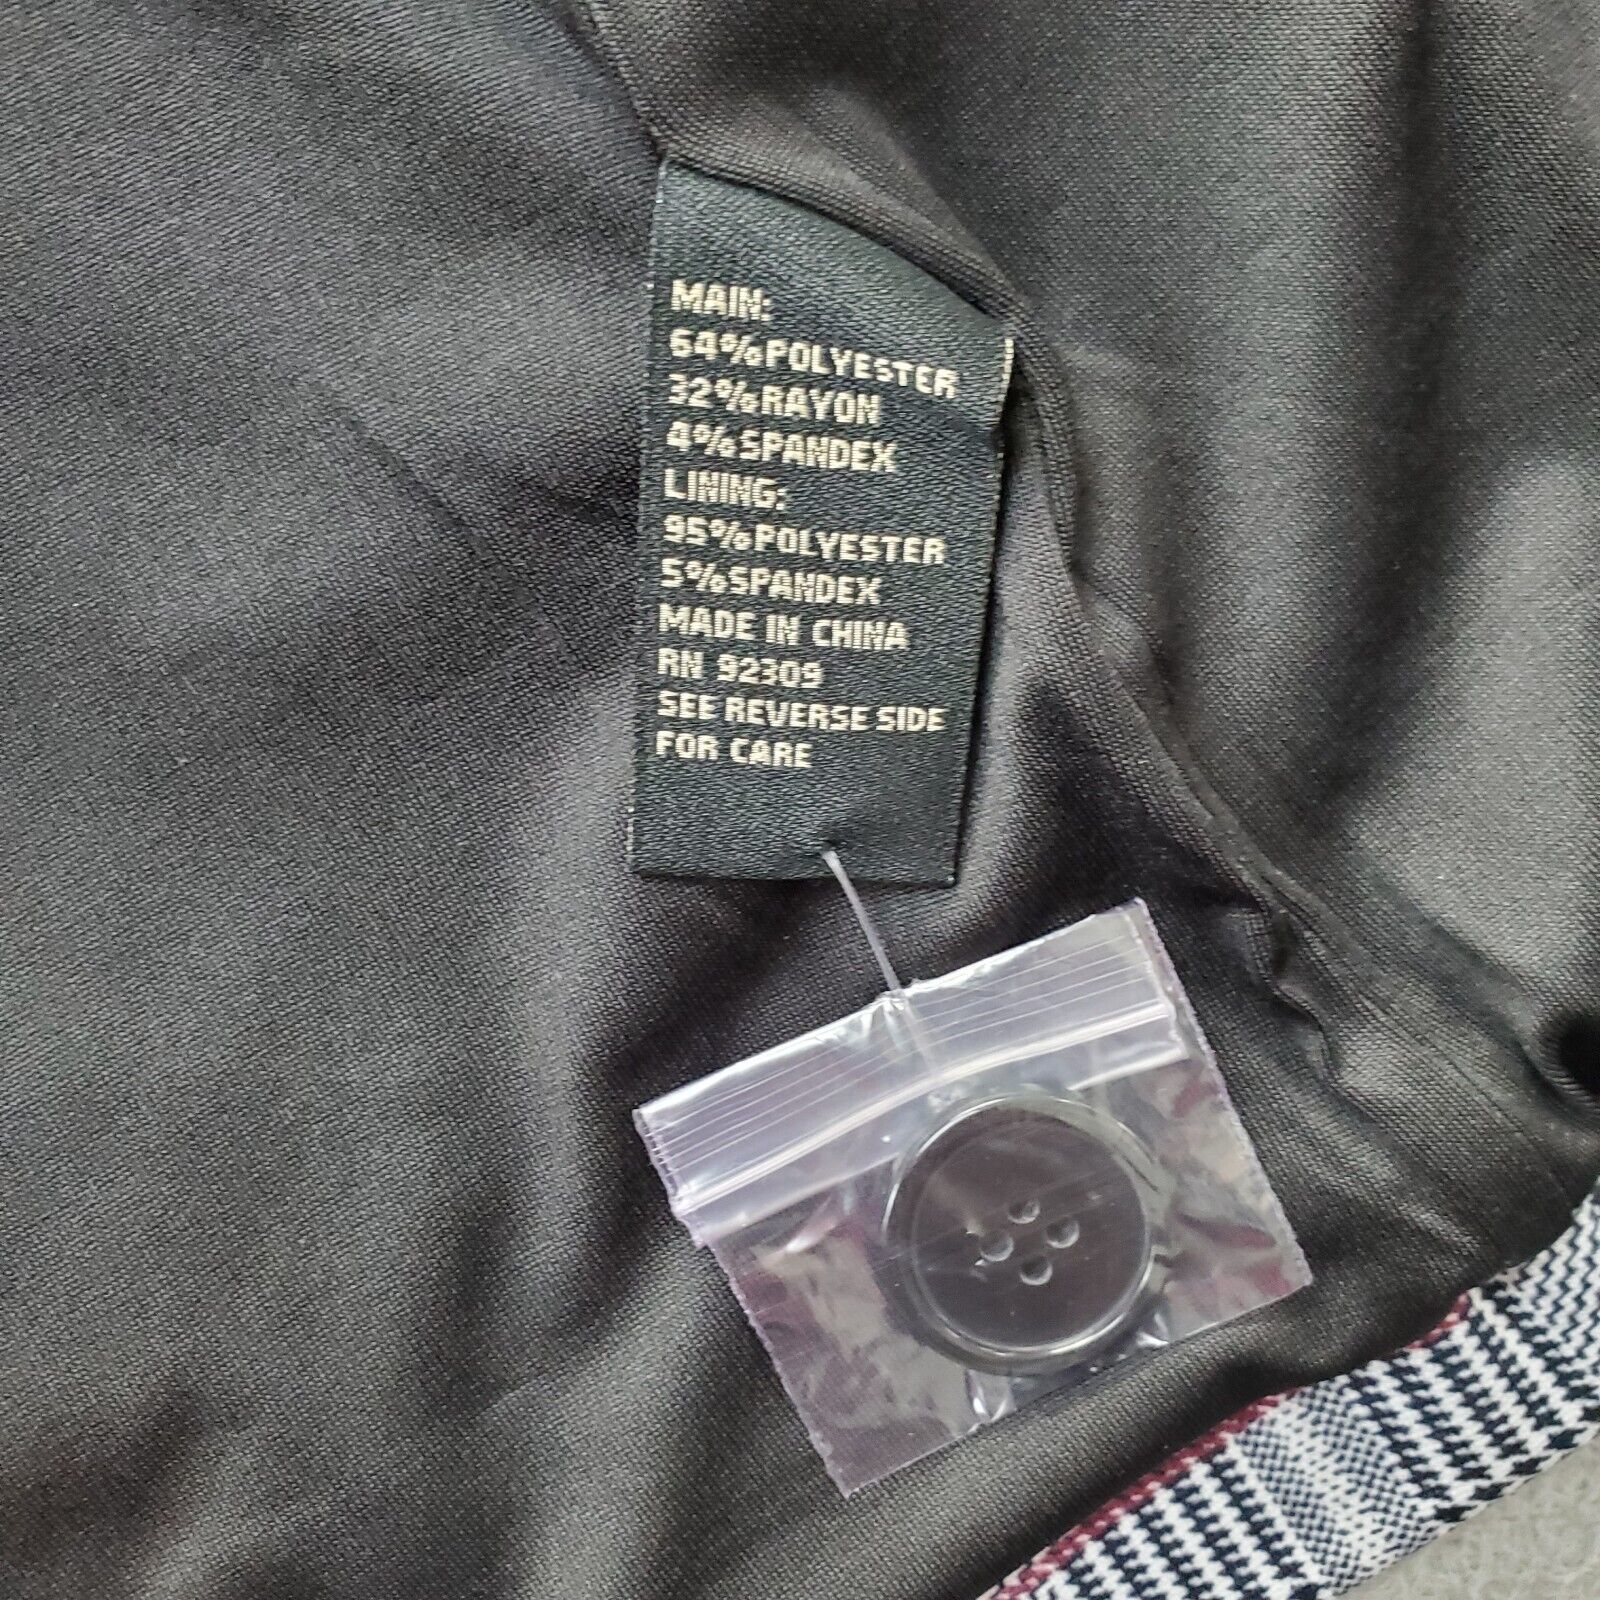 MAIN:
64%POLYESTER
32%RAYON
4%SPANDEX
LINING:
95%POLYESTER
5%SPANDEX
MADE IN CHINA
RN 92309
SEE REVERSE SIDE
FOR CARE